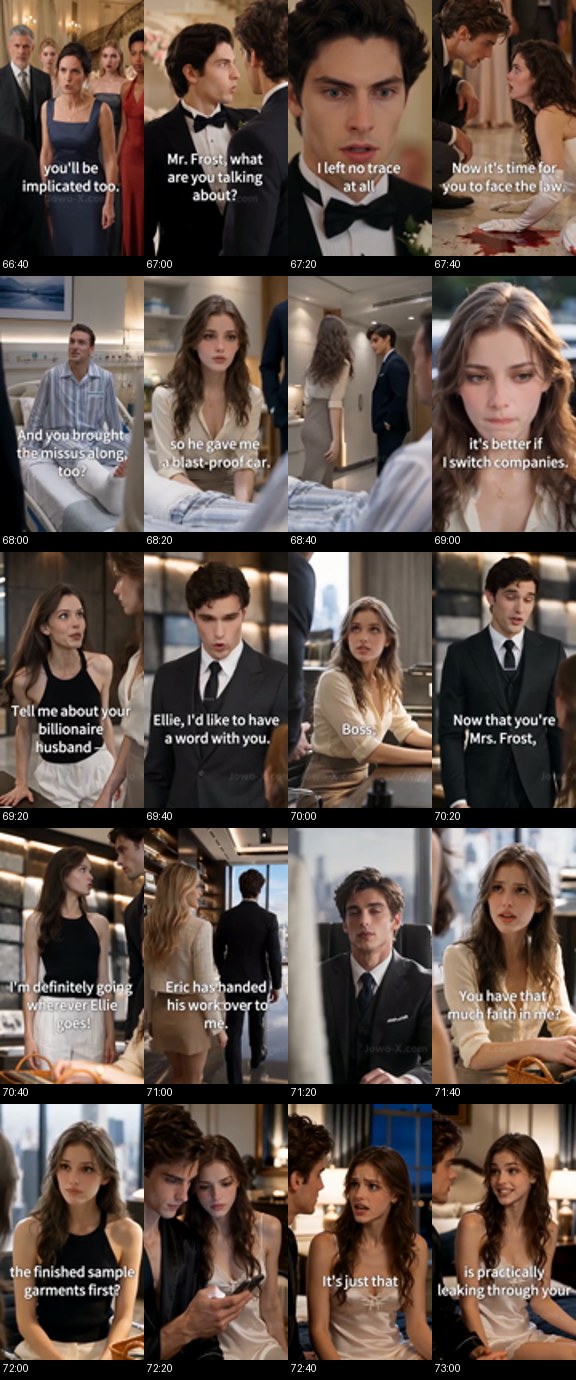 you'll be
implicated too.
66:40
Mr. Frost, what
are you talking
about?
67:00
I left no trace
at all
67:20
Now it's time for
you to face the law.
67:40
And you brought
the missus along,
too?
68:00
so he gave me
a blast-proof car.
68:20
68:40
it's better if
I switch companies.
69:00
Tell me about your
billionaire
husband —
69:20
Ellie, I'd like to have
a word with you.
Jowo-X.com
69:40
Boss,
70:00
Now that you're
Mrs. Frost,
70:20
I'm definitely going
wherever Ellie
goes!
70:40
Eric has handed
his work over to
me.
71:00
Jowo-X.com
71:20
You have that
much faith in me?
71:40
the finished sample
garments first?
72:00
72:20
It's just that
72:40
is practically
leaking through your
73:00